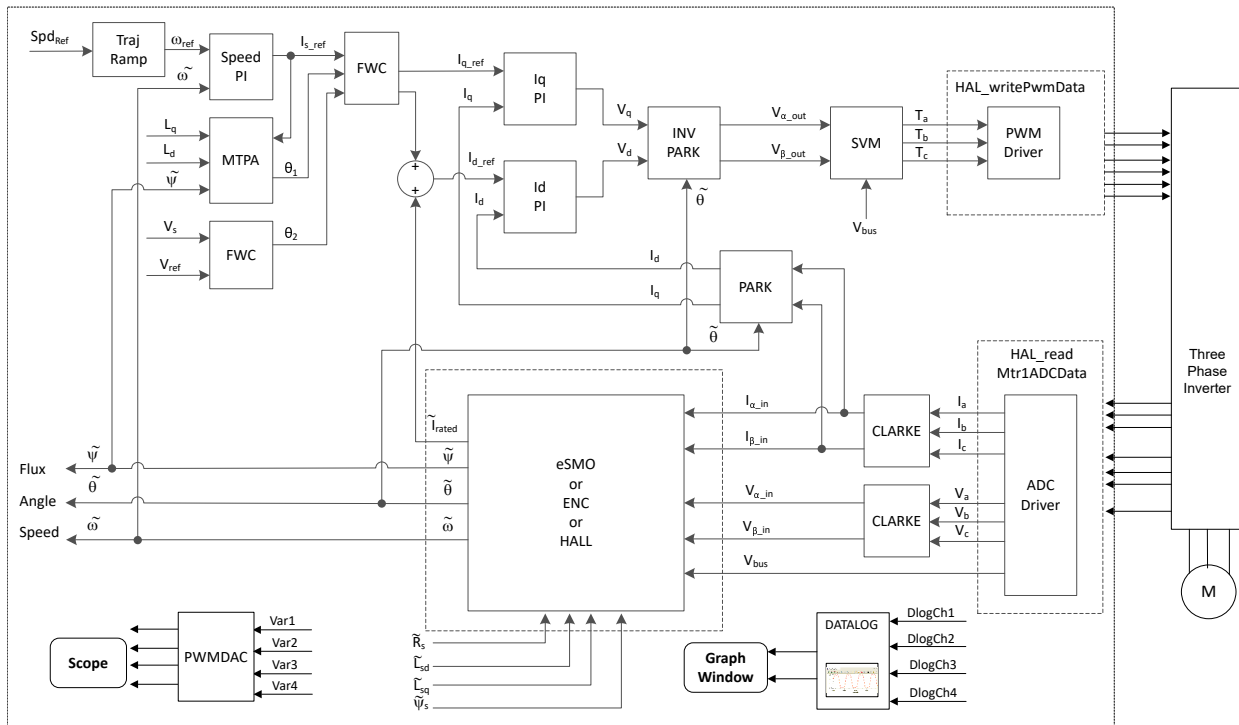 Spd_Ref
Traj
Ramp
ω_ref
ω̃
Speed
PI
I_s_ref
FWC
L_q
L_d
ψ̃
MTPA
θ_1
V_s
V_ref
FWC
θ_2
I_q_ref
I_q
Iq
PI
V_q
+
+
I_d_ref
I_d
Id
PI
V_d
INV
PARK
θ̃
V_α_out
V_β_out
SVM
V_bus
T_a
T_b
T_c
HAL_writePwmData
PWM
Driver
I_d
I_q
PARK
θ̃
Three
Phase
Inverter
M
HAL_read
Mtr1ADCData
ADC
Driver
I_a
I_b
I_c
CLARKE
I_α_in
I_β_in
V_a
V_b
V_c
CLARKE
V_α_in
V_β_in
V_bus
eSMO
or
ENC
or
HALL
Ĩ_rated
ψ̃
θ̃
ω̃
Flux
ψ̃
Angle
θ̃
Speed
ω̃
R̃_s
L̃_sd
L̃_sq
ψ̃_s
Scope
PWMDAC
Var1
Var2
Var3
Var4
Graph
Window
DATALOG
DlogCh1
DlogCh2
DlogCh3
DlogCh4